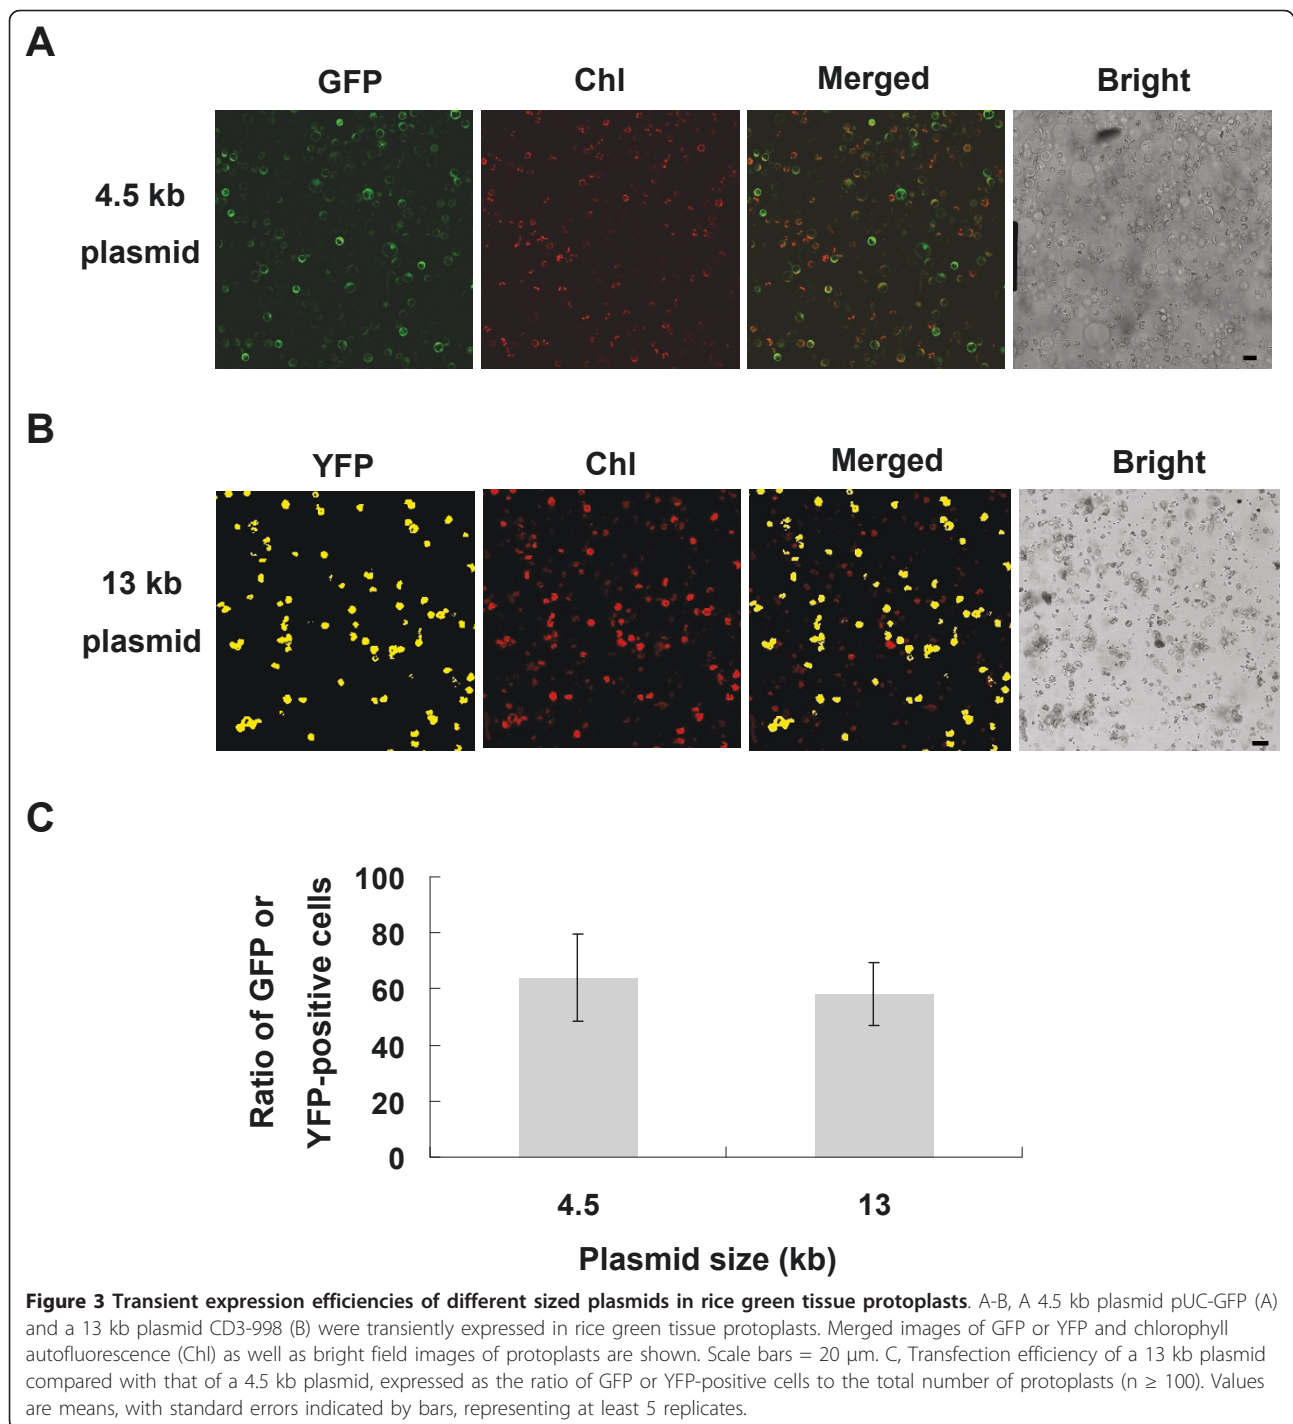 A
GFP
Chl
Merged
Bright
4.5 kb
plasmid
B
YFP
Chl
Merged
Bright
13 kb
plasmid
C
Ratio of GFP or
YFP-positive cells
100
80
60
40
20
0
4.5
13
Plasmid size (kb)
Figure 3 Transient expression efficiencies of different sized plasmids in rice green tissue protoplasts. A-B, A 4.5 kb plasmid pUC-GFP (A)
and a 13 kb plasmid CD3-998 (B) were transiently expressed in rice green tissue protoplasts. Merged images of GFP or YFP and chlorophyll
autofluorescence (Chl) as well as bright field images of protoplasts are shown. Scale bars = 20 μm. C, Transfection efficiency of a 13 kb plasmid
compared with that of a 4.5 kb plasmid, expressed as the ratio of GFP or YFP-positive cells to the total number of protoplasts (n ≥ 100). Values
are means, with standard errors indicated by bars, representing at least 5 replicates.